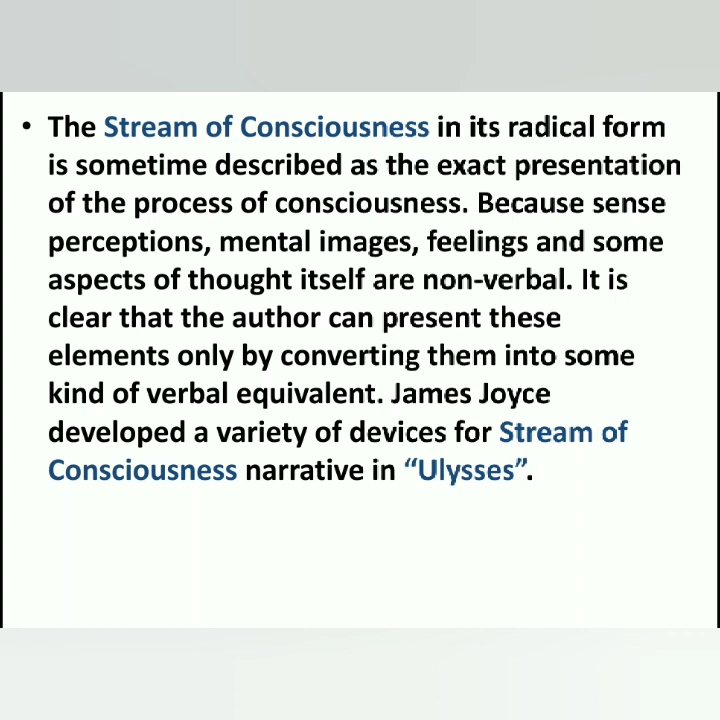 • The Stream of Consciousness in its radical form
is sometime described as the exact presentation
of the process of consciousness. Because sense
perceptions, mental images, feelings and some
aspects of thought itself are non-verbal. It is
clear that the author can present these
elements only by converting them into some
kind of verbal equivalent. James Joyce
developed a variety of devices for Stream of
Consciousness narrative in “Ulysses”.